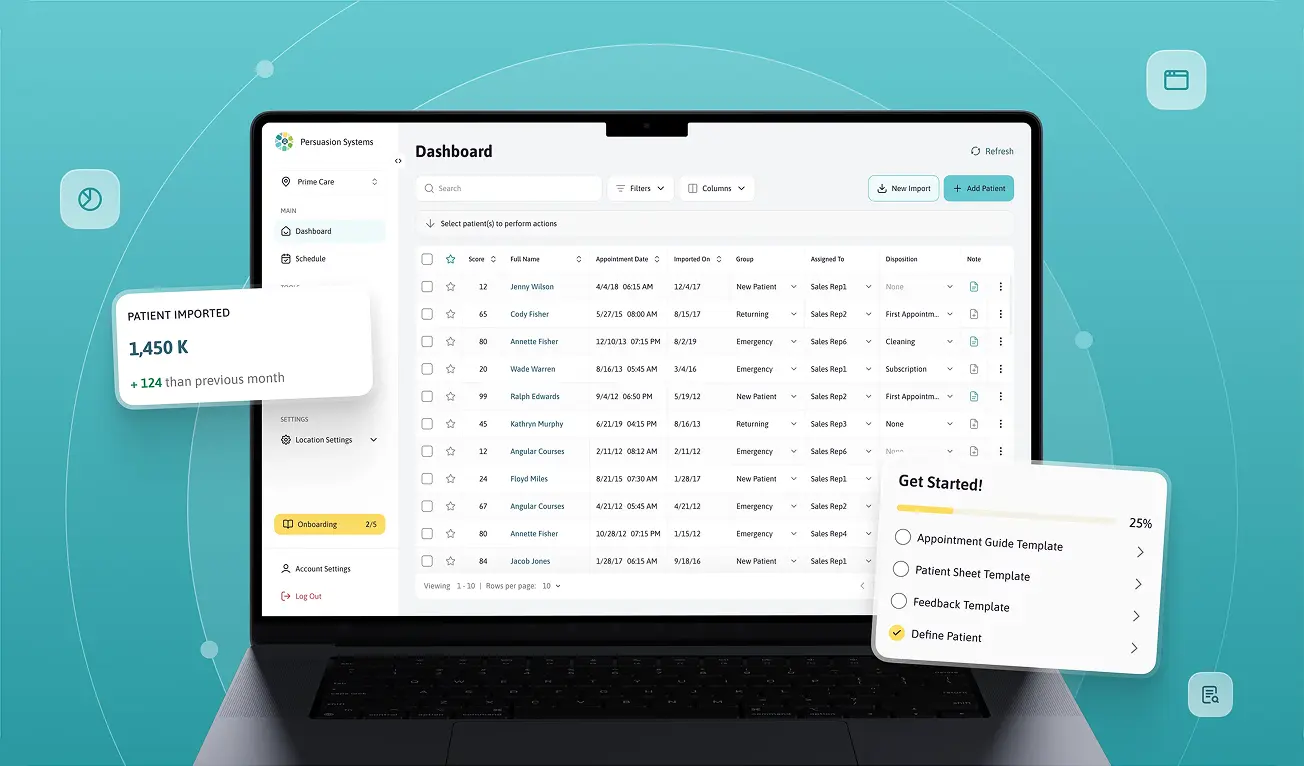 Persuasion Systems
Prime Care
MAIN
Dashboard
Schedule
PATIENT IMPORTED
1,450 K
+ 124 than previous month
SETTINGS
Location Settings
Onboarding 2/5
Account Settings
Log Out
Dashboard
Refresh
Search Filters Columns New Import + Add Patient
Select patient(s) to perform actions
Score Full Name Appointment Date Imported On Group Assigned To Disposition Note
12 Jenny Wilson 4/4/18 06:15 AM 12/4/17 New Patient Sales Rep1 None
65 Cody Fisher 5/27/15 08:00 AM 8/15/17 Returning Sales Rep2 First Appointm...
80 Annette Fisher 12/10/13 07:15 PM 8/2/19 Emergency Sales Rep6 Cleaning
20 Wade Warren 8/16/13 05:45 AM 3/4/16 Emergency Sales Rep1 Subscription
99 Ralph Edwards 9/4/12 06:50 PM 5/19/12 New Patient Sales Rep2 First Appointm...
45 Kathryn Murphy 6/21/19 04:15 PM 8/16/13 Returning Sales Rep3 None
12 Angular Courses 2/11/12 08:12 AM 2/11/12 Emergency Sales Rep6 None
24 Floyd Miles 8/21/15 07:30 AM 1/28/17 New Patient Sales Rep1
67 Angular Courses 4/21/12 05:45 AM 4/21/12 Emergency Sales Rep2
80 Annette Fisher 10/28/12 07:15 PM 1/15/12 Emergency Sales Rep4
84 Jacob Jones 1/28/17 06:15 AM 9/18/16 New Patient Sales Rep1
Viewing 1 - 10 | Rows per page: 10
Get Started!
25%
Appointment Guide Template
Patient Sheet Template
Feedback Template
Define Patient